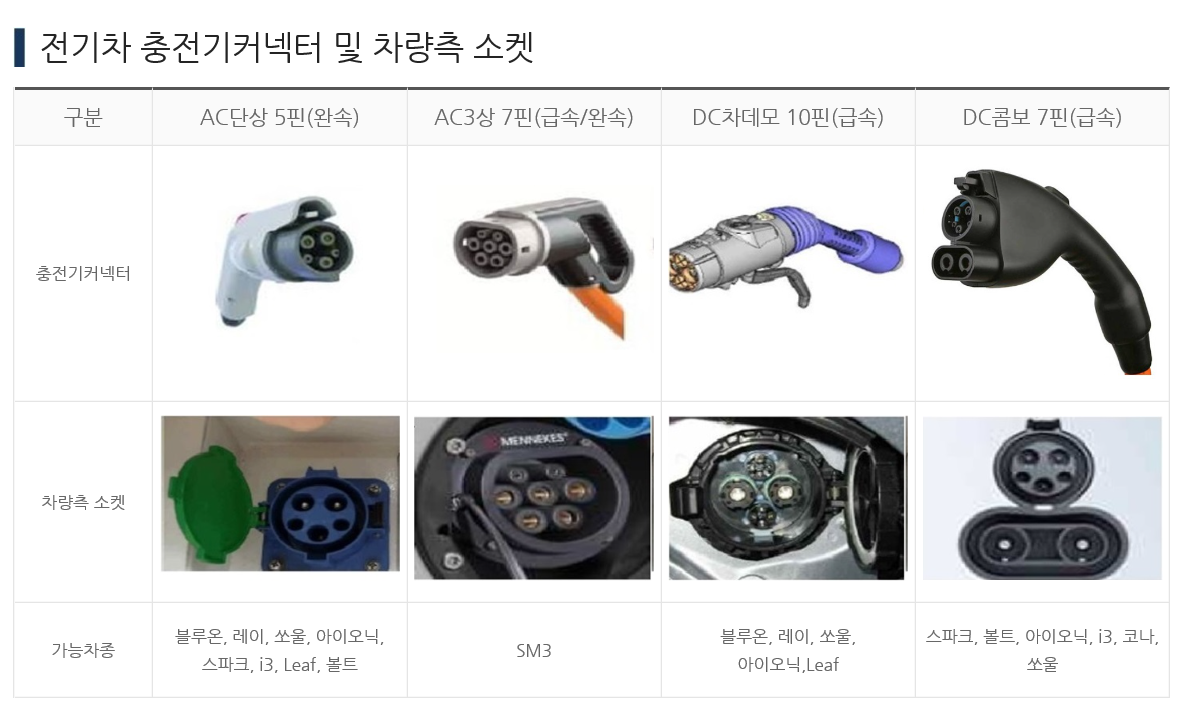 전기차 충전기커넥터 및 차량측 소켓
구분
AC단상 5핀(완속)
AC3상 7핀(급속/완속)
DC차데모 10핀(급속)
DC콤보 7핀(급속)
충전기커넥터
차량측 소켓
MENNEKES
가능차종
블루온, 레이, 쏘울, 아이오닉,
스파크, i3, Leaf, 볼트
SM3
블루온, 레이, 쏘울,
아이오닉,Leaf
스파크, 볼트, 아이오닉, i3, 코나,
쏘울